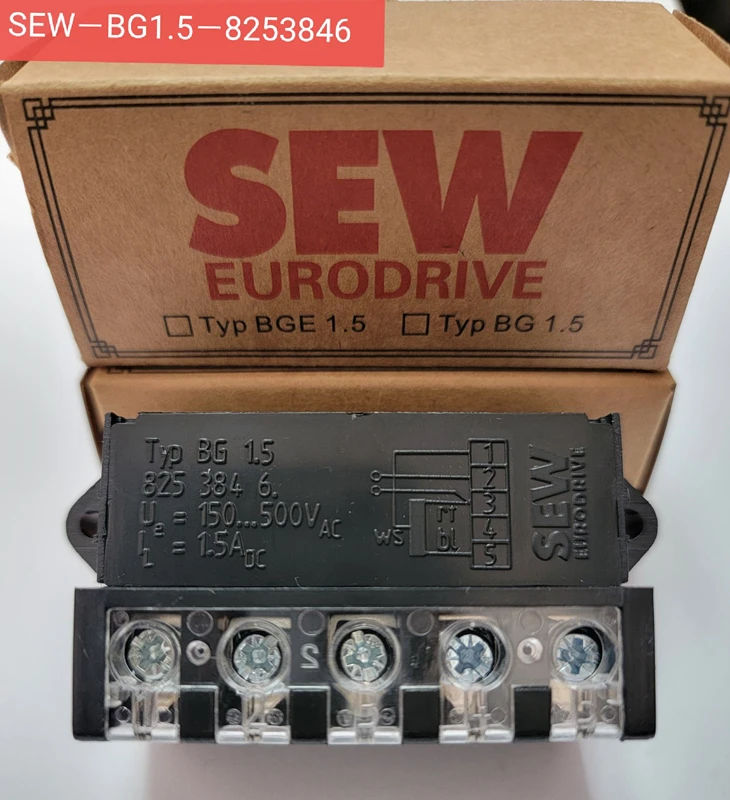 SEW－BG1.5－8253846
SEW
EURODRIVE
Typ BGE 1.5
Typ BG 1.5
Typ BG 1.5
825 384 6.
Ue = 150...500VAC
IL = 1.5ADC
1
2
3
4
5
rt
ws
bl
SEW
EURODRIVE
2